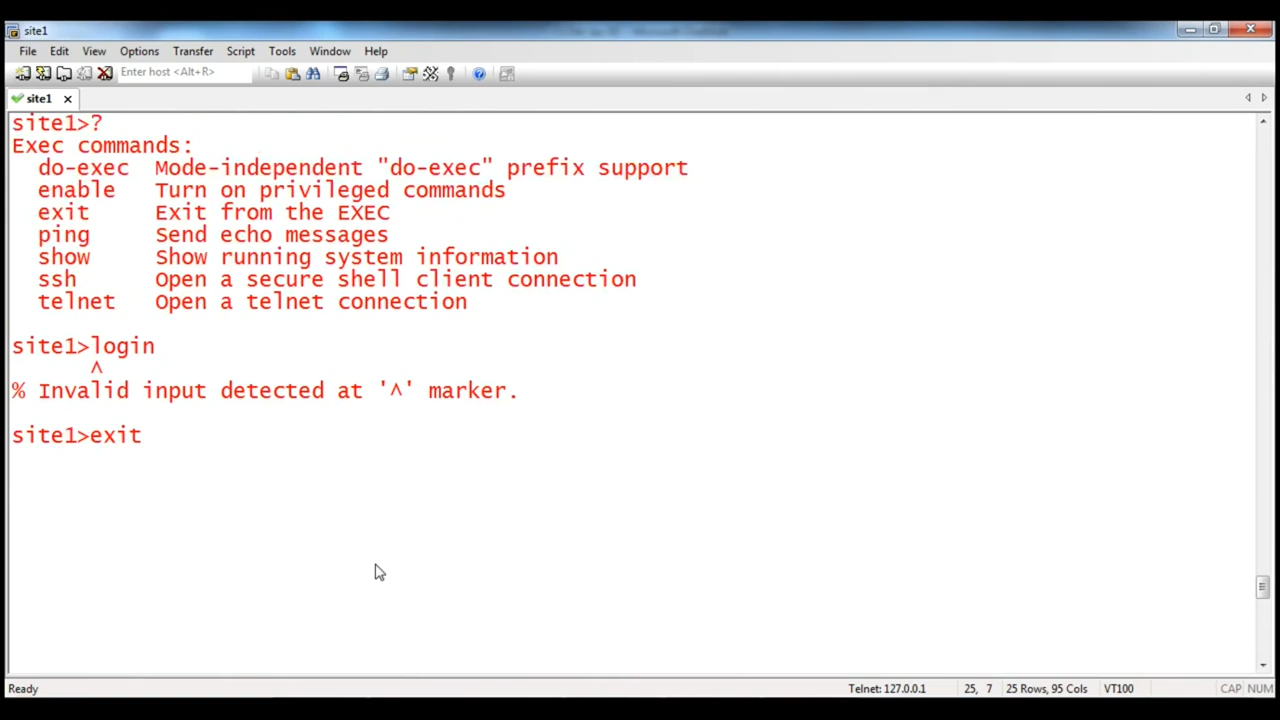 site1
File Edit View Options Transfer Script Tools Window Help
Enter host <Alt+R>
site1
site1>?
Exec commands:
do-exec Mode-independent "do-exec" prefix support
enable Turn on privileged commands
exit Exit from the EXEC
ping Send echo messages
show Show running system information
ssh Open a secure shell client connection
telnet Open a telnet connection
site1>login
^
% Invalid input detected at '^' marker.
site1>exit
Ready Telnet: 127.0.0.1 25, 7 25 Rows, 95 Cols VT100 CAP NUM